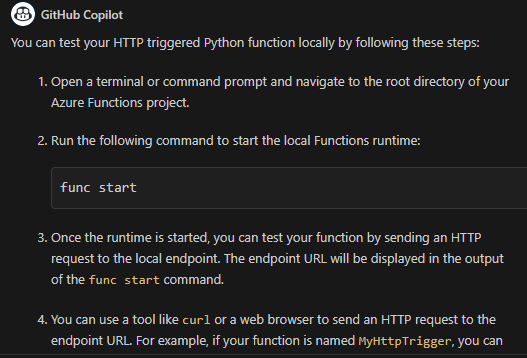 GitHub Copilot
You can test your HTTP triggered Python function locally by following these steps:
1. Open a terminal or command prompt and navigate to the root directory of your
Azure Functions project.
2. Run the following command to start the local Functions runtime:
func start
3. Once the runtime is started, you can test your function by sending an HTTP
request to the local endpoint. The endpoint URL will be displayed in the output
of the func start command.
4. You can use a tool like curl or a web browser to send an HTTP request to the
endpoint URL. For example, if your function is named MyHttpTrigger, you can